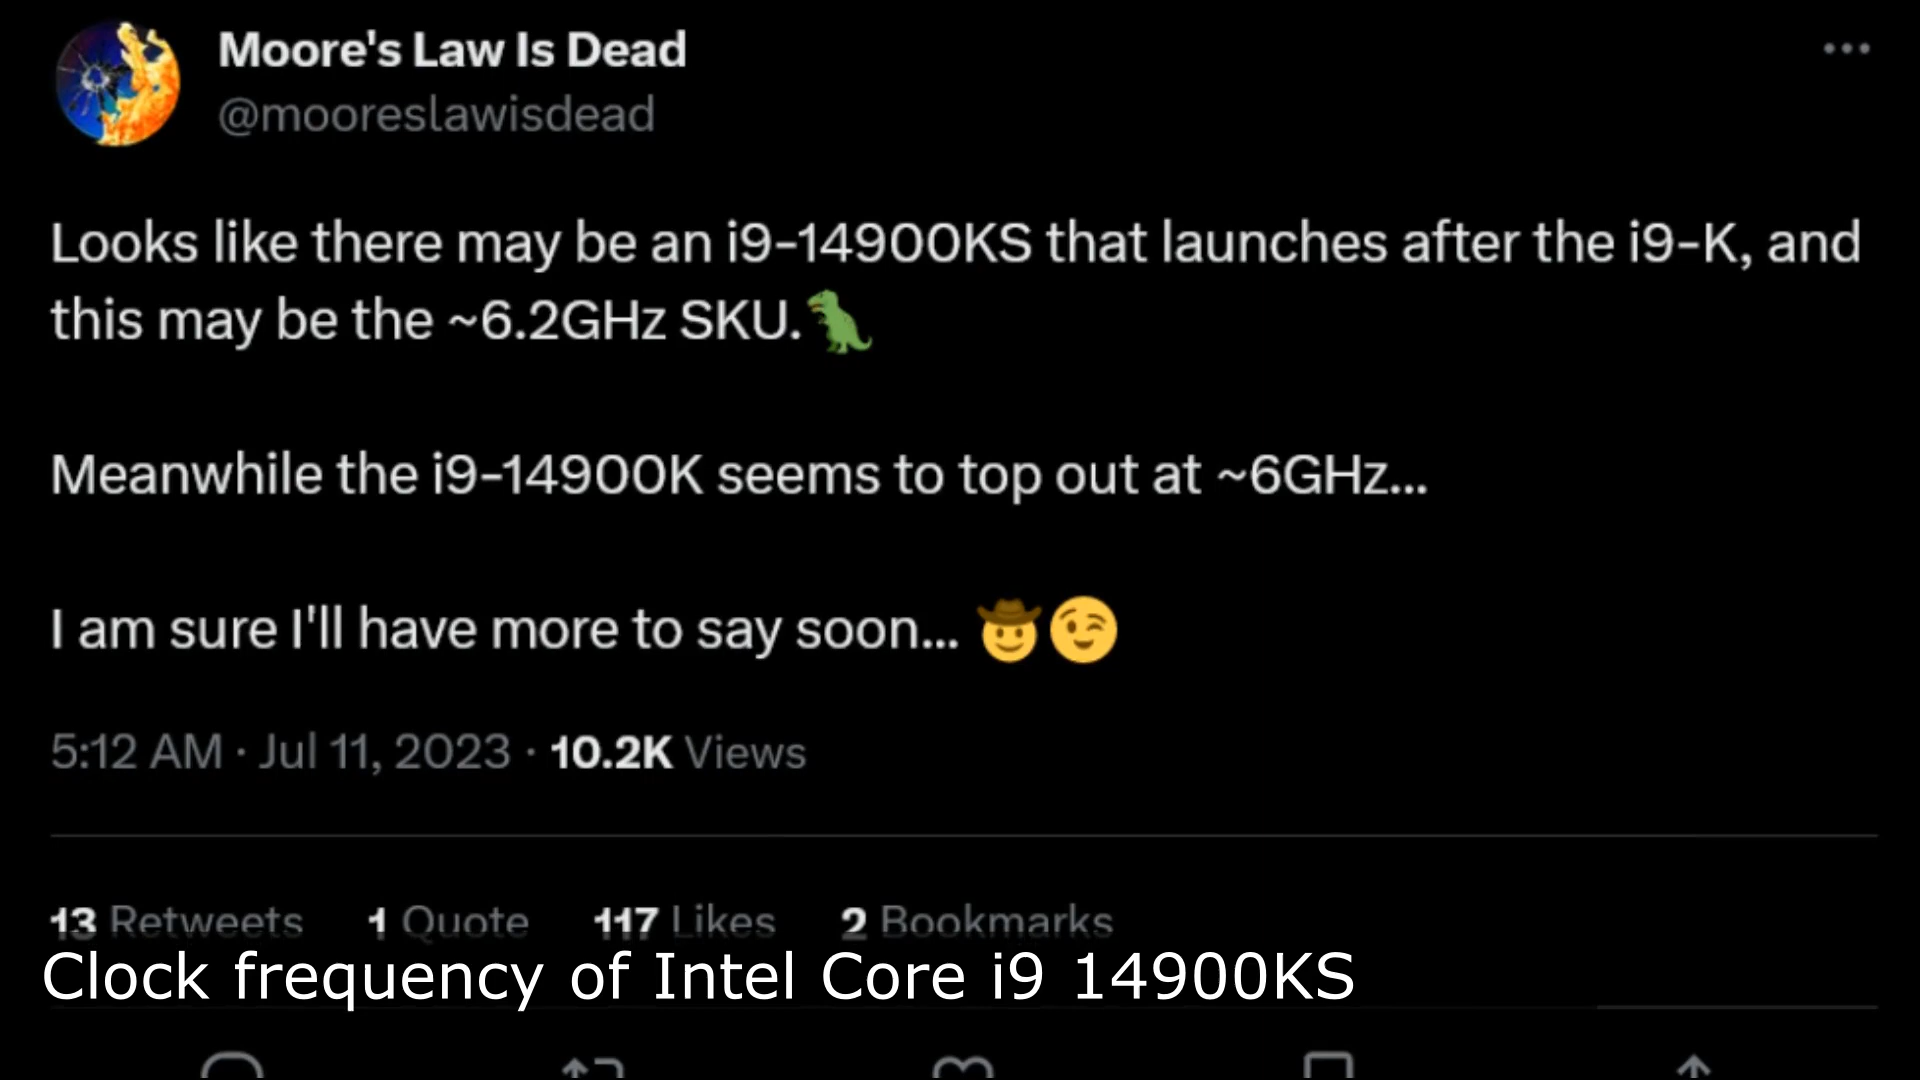 Moore's Law Is Dead
@mooreslawisdead
Looks like there may be an i9-14900KS that launches after the i9-K, and
this may be the ~6.2GHz SKU.🦖
Meanwhile the i9-14900K seems to top out at ~6GHz...
I am sure I'll have more to say soon... 🤠😉
5:12 AM · Jul 11, 2023 · 10.2K Views
13 Retweets 1 Quote 117 Likes 2 Bookmarks
Clock frequency of Intel Core i9 14900KS